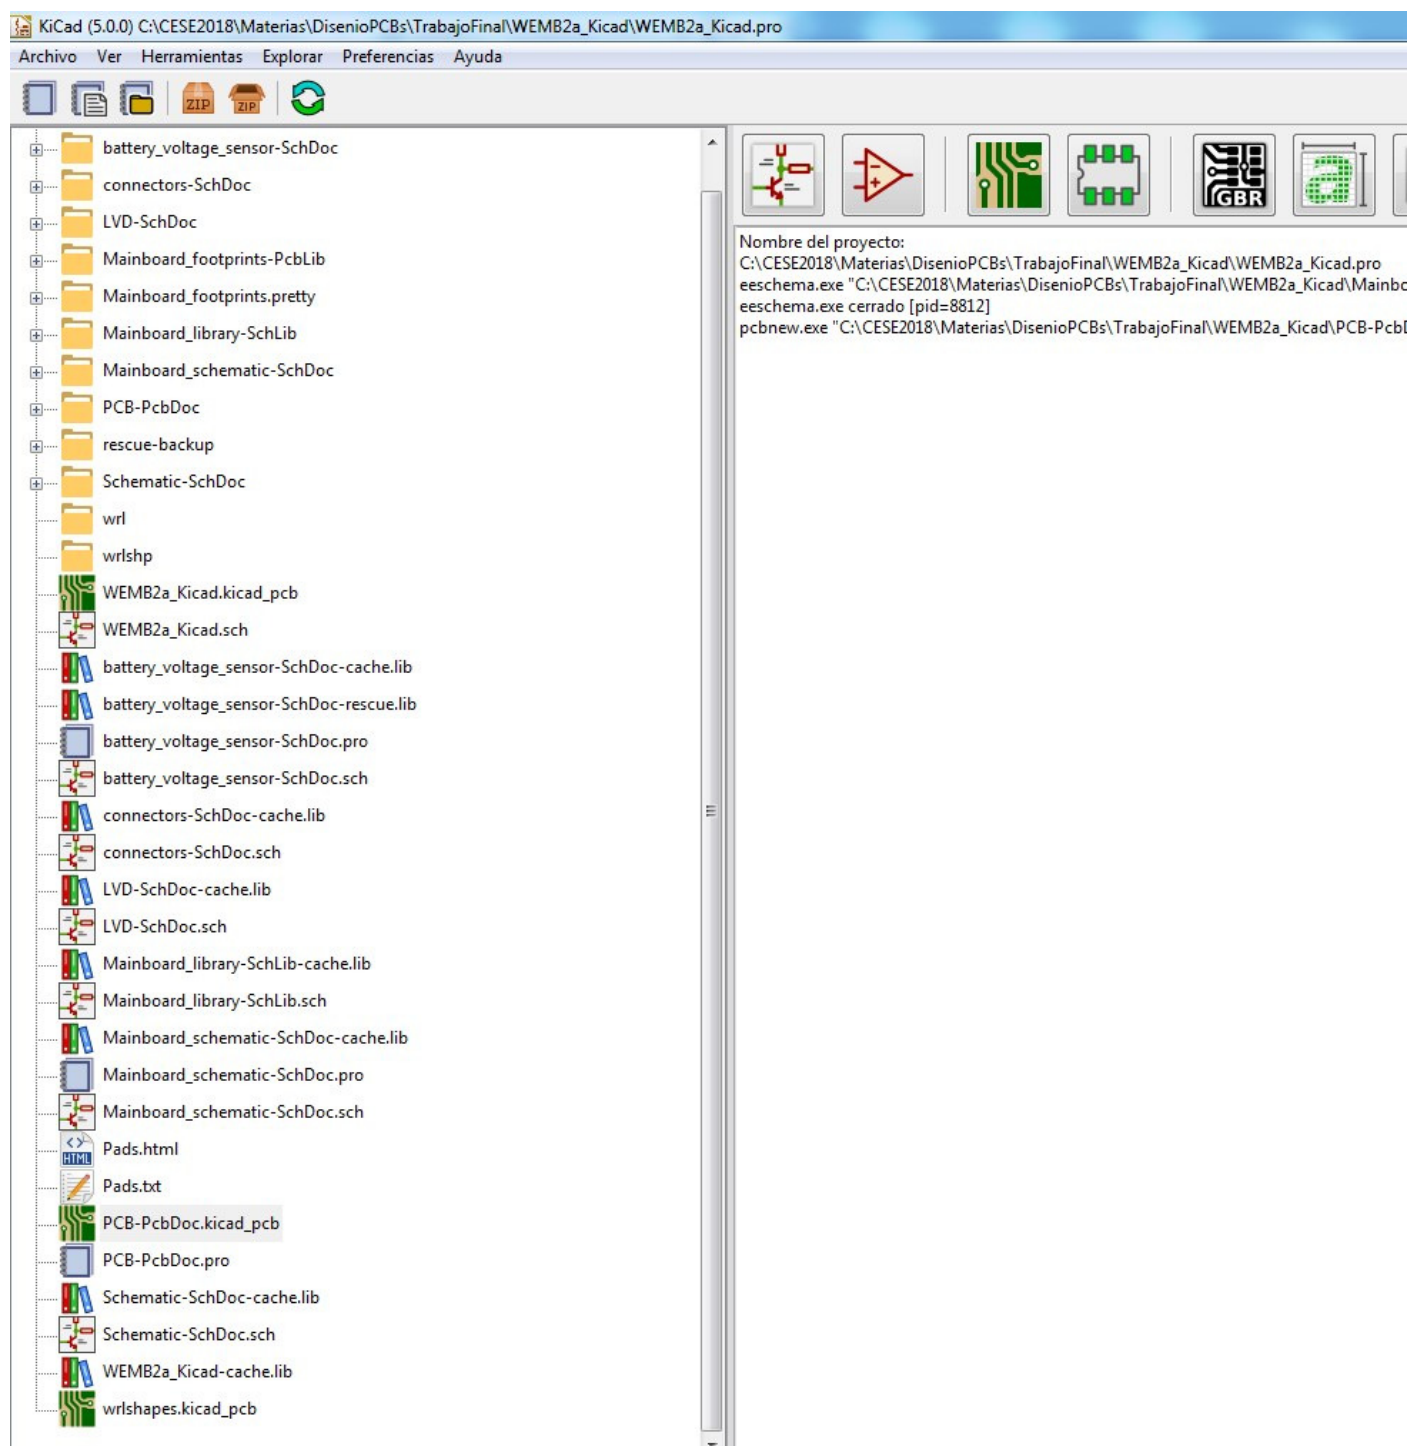 KiCad (5.0.0) C:\CESE2018\Materias\DisenioPCBs\TrabajoFinal\WEMB2a_Kicad\WEMB2a_Kicad.pro
Archivo Ver Herramientas Explorar Preferencias Ayuda
ZIP ZIP
battery_voltage_sensor-SchDoc
connectors-SchDoc
LVD-SchDoc
Mainboard_footprints-PcbLib
Mainboard_footprints.pretty
Mainboard_library-SchLib
Mainboard_schematic-SchDoc
PCB-PcbDoc
rescue-backup
Schematic-SchDoc
wrl
wrlshp
WEMB2a_Kicad.kicad_pcb
WEMB2a_Kicad.sch
battery_voltage_sensor-SchDoc-cache.lib
battery_voltage_sensor-SchDoc-rescue.lib
battery_voltage_sensor-SchDoc.pro
battery_voltage_sensor-SchDoc.sch
connectors-SchDoc-cache.lib
connectors-SchDoc.sch
LVD-SchDoc-cache.lib
LVD-SchDoc.sch
Mainboard_library-SchLib-cache.lib
Mainboard_library-SchLib.sch
Mainboard_schematic-SchDoc-cache.lib
Mainboard_schematic-SchDoc.pro
Mainboard_schematic-SchDoc.sch
HTML
Pads.html
Pads.txt
PCB-PcbDoc.kicad_pcb
PCB-PcbDoc.pro
Schematic-SchDoc-cache.lib
Schematic-SchDoc.sch
WEMB2a_Kicad-cache.lib
wrlshapes.kicad_pcb
GBR a
Nombre del proyecto:
C:\CESE2018\Materias\DisenioPCBs\TrabajoFinal\WEMB2a_Kicad\WEMB2a_Kicad.pro
eeschema.exe "C:\CESE2018\Materias\DisenioPCBs\TrabajoFinal\WEMB2a_Kicad\Mainbo
eeschema.exe cerrado [pid=8812]
pcbnew.exe "C:\CESE2018\Materias\DisenioPCBs\TrabajoFinal\WEMB2a_Kicad\PCB-PcbD